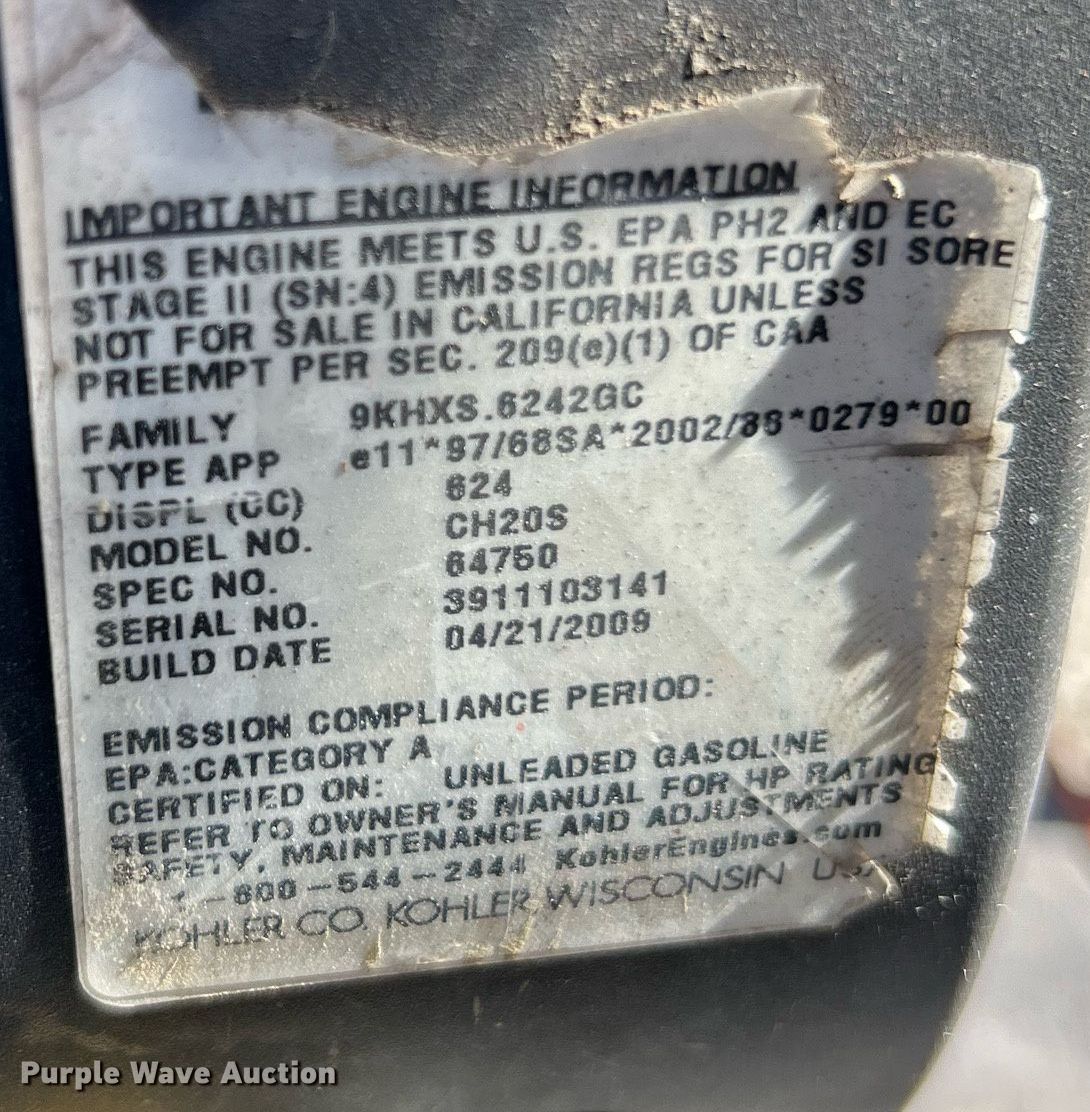 IMPORTANT ENGINE INFORMATION
THIS ENGINE MEETS U.S. EPA PH2 AND EC
STAGE II (SN:4) EMISSION REGS FOR SI SORE
NOT FOR SALE IN CALIFORNIA UNLESS
PREEMPT PER SEC. 209(e)(1) OF CAA
FAMILY 9KHXS.6242GC
TYPE APP e11*97/68SA*2002/88*0279*00
DISPL (CC) 624
MODEL NO. CH20S
SPEC NO. 64750
SERIAL NO. 3911103141
BUILD DATE 04/21/2009
EMISSION COMPLIANCE PERIOD:
EPA:CATEGORY A
CERTIFIED ON: UNLEADED GASOLINE
REFER TO OWNER'S MANUAL FOR HP RATING
SAFETY, MAINTENANCE AND ADJUSTMENTS
1-800-544-2444 KohlerEngines.com
KOHLER CO. KOHLER WISCONSIN USA
Purple Wave Auction